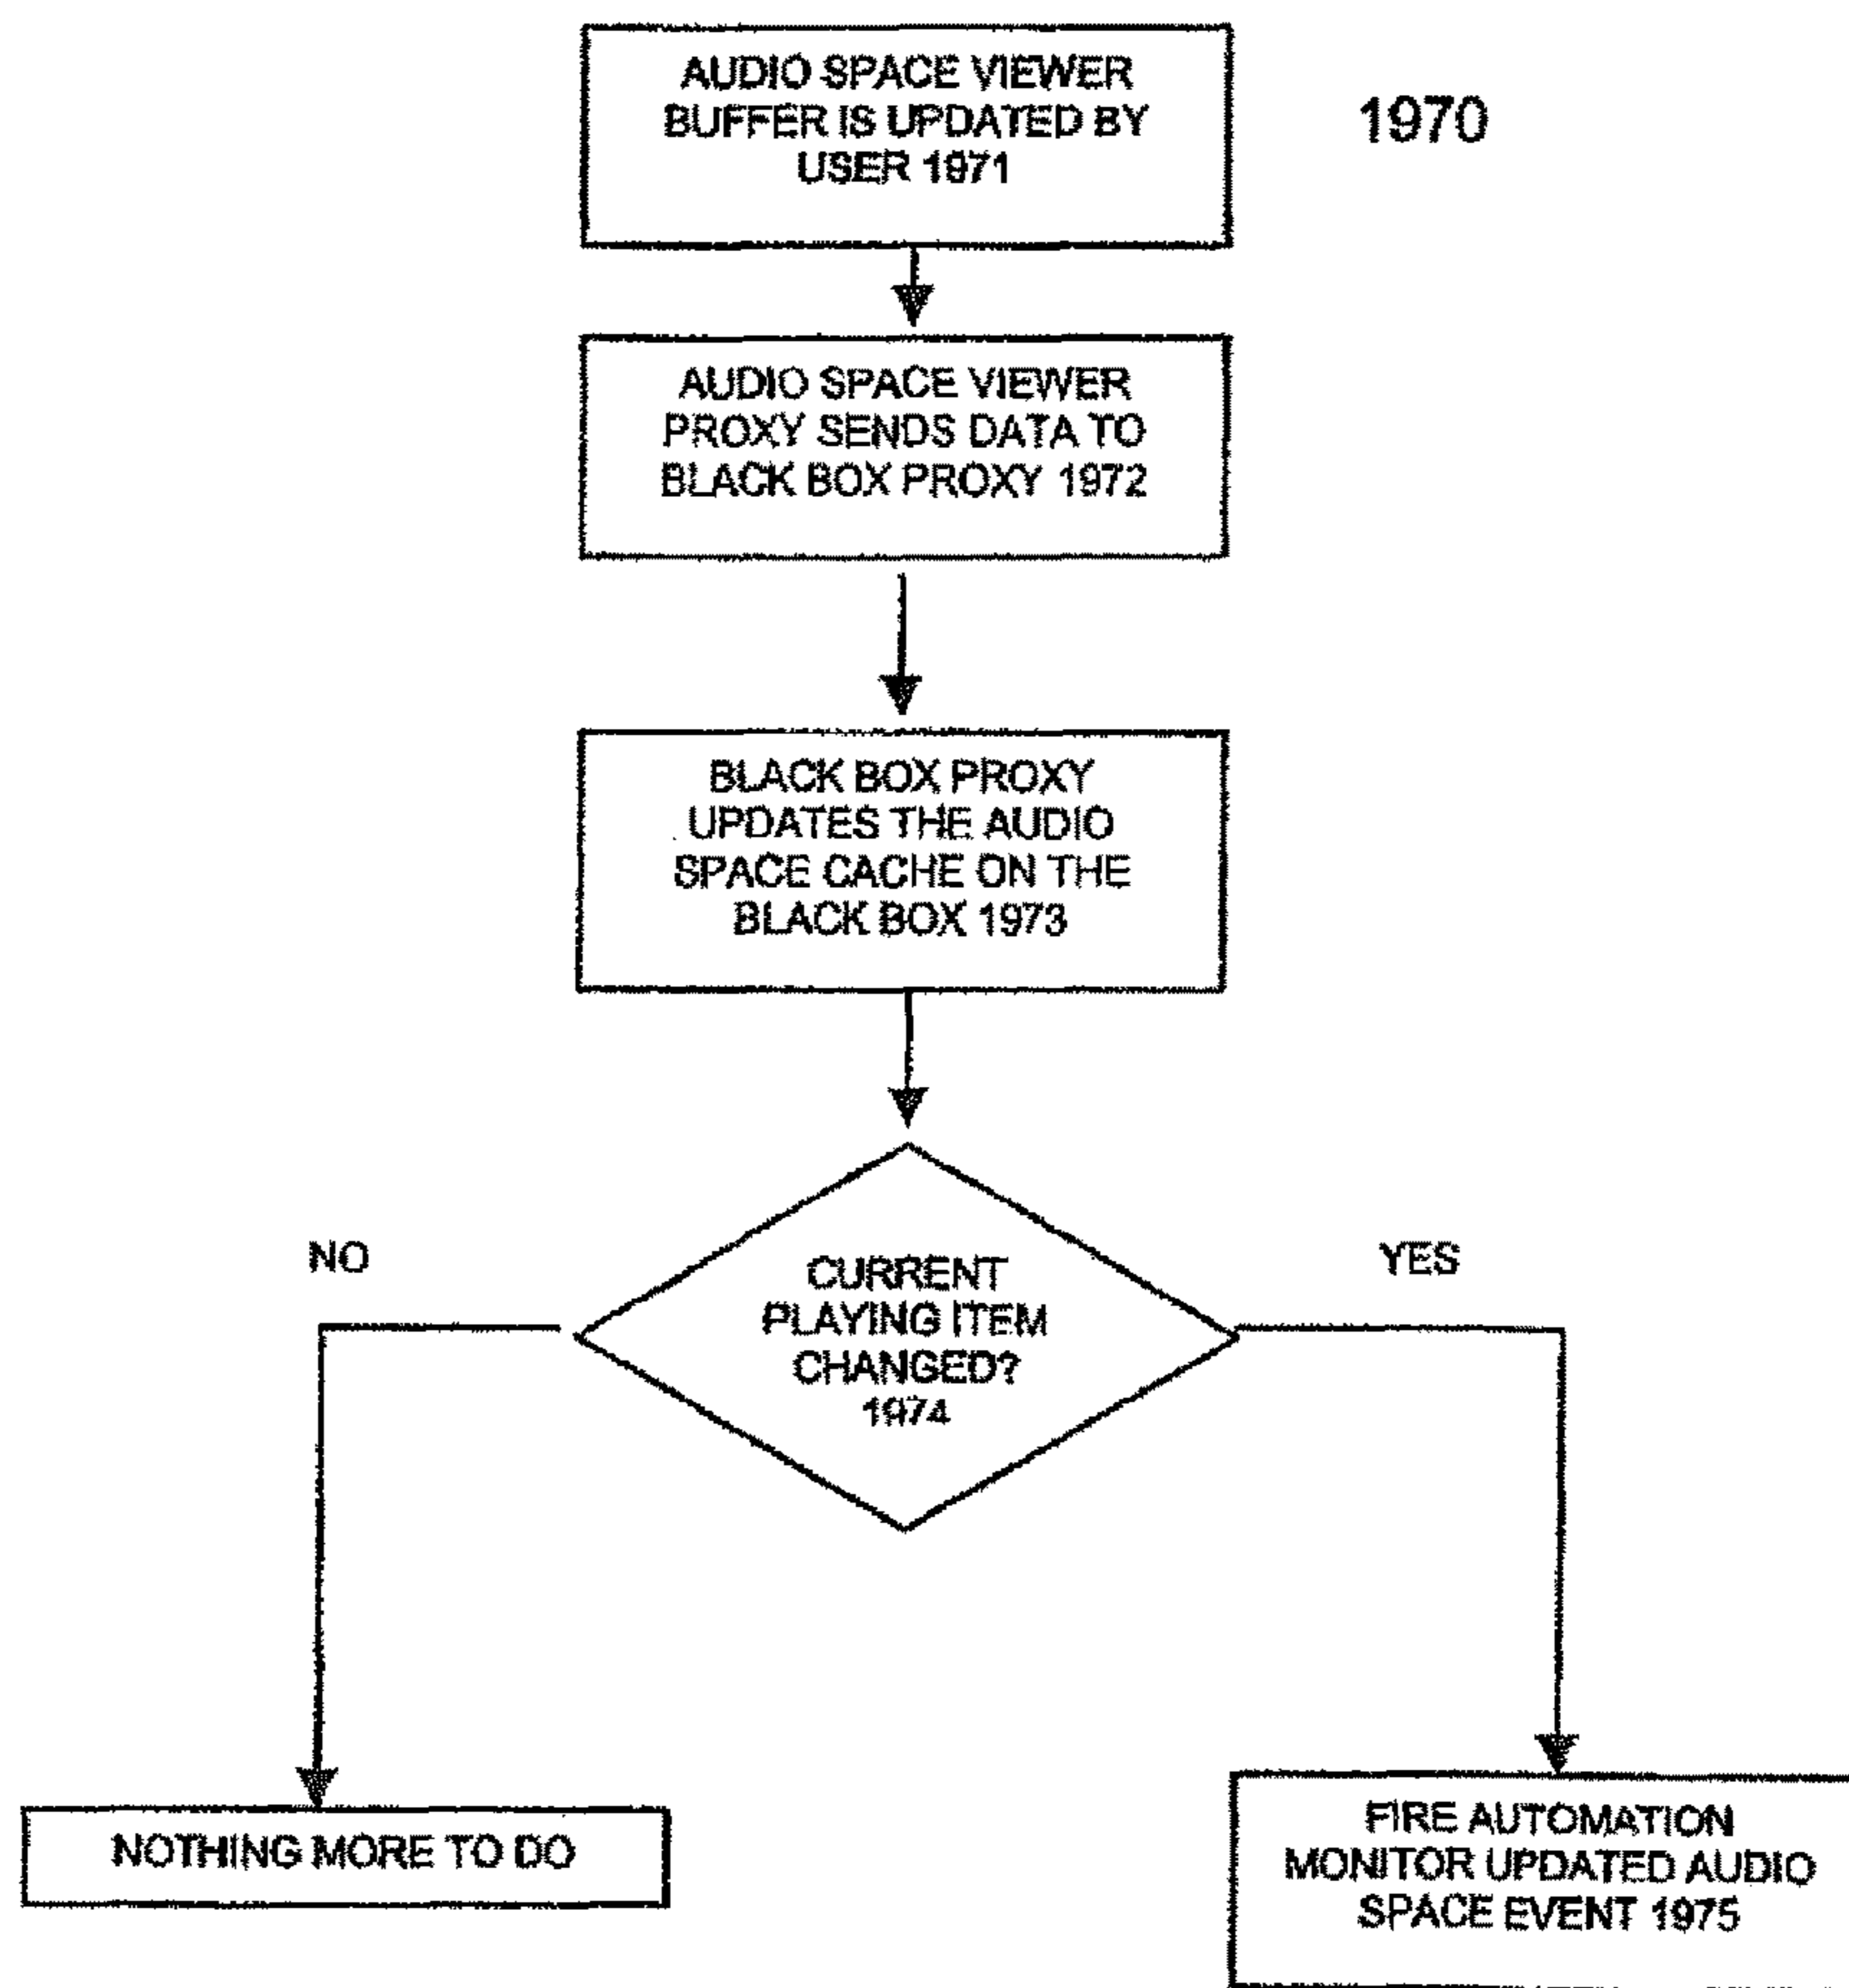 AUDIO SPACE VIEWER
BUFFER IS UPDATED BY
USER 1971
1970
AUDIO SPACE VIEWER
PROXY SENDS DATA TO
BLACK BOX PROXY 1972
BLACK BOX PROXY
UPDATES THE AUDIO
SPACE CACHE ON THE
BLACK BOX 1973
NO
YES
CURRENT
PLAYING ITEM
CHANGED?
1974
NOTHING MORE TO DO
FIRE AUTOMATION
MONITOR UPDATED AUDIO
SPACE EVENT 1975